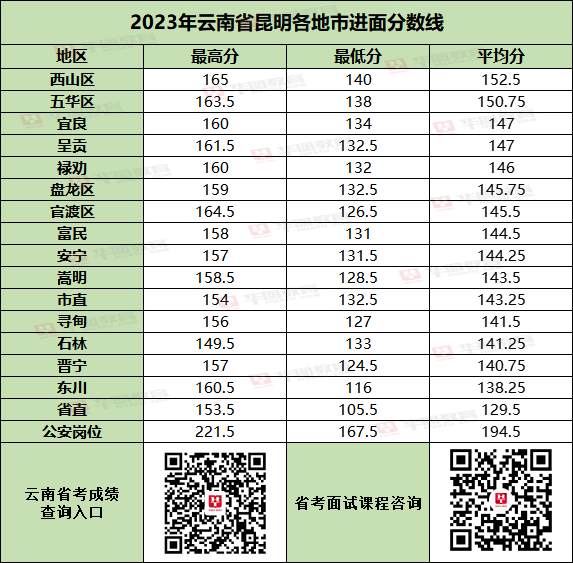 2023年云南省昆明各地市进面分数线
地区 最高分 最低分 平均分
西山区 165 140 152.5
五华区 163.5 138 150.75
宜良 160 134 147
呈贡 161.5 132.5 147
禄劝 160 132 146
盘龙区 159 132.5 145.75
官渡区 164.5 126.5 145.5
富民 158 131 144.5
安宁 157 131.5 144.25
嵩明 158.5 128.5 143.5
市直 154 132.5 143.25
寻甸 156 127 141.5
石林 149.5 133 141.25
晋宁 157 124.5 140.75
东川 160.5 116 138.25
省直 153.5 105.5 129.5
公安岗位 221.5 167.5 194.5
云南省考成绩
查询入口
省考面试课程咨询